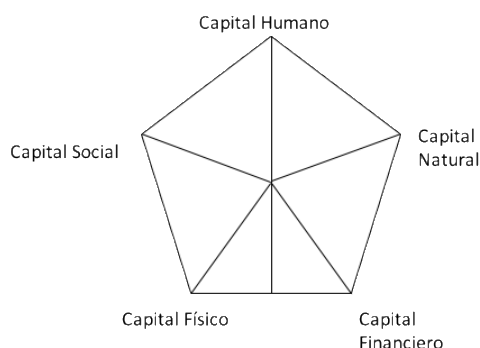 Capital Humano
Capital Social
Capital
Natural
Capital Físico
Capital
Financiero